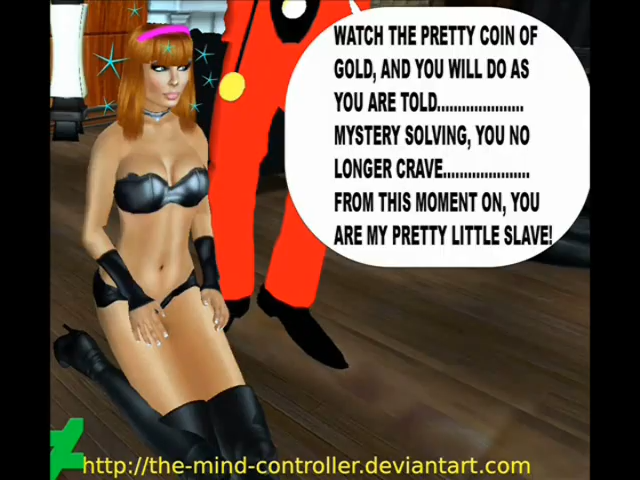 WATCH THE PRETTY COIN OF
GOLD, AND YOU WILL DO AS
YOU ARE TOLD.....................
MYSTERY SOLVING, YOU NO
LONGER CRAVE.....................
FROM THIS MOMENT ON, YOU
ARE MY PRETTY LITTLE SLAVE!
http://the-mind-controller.deviantart.com